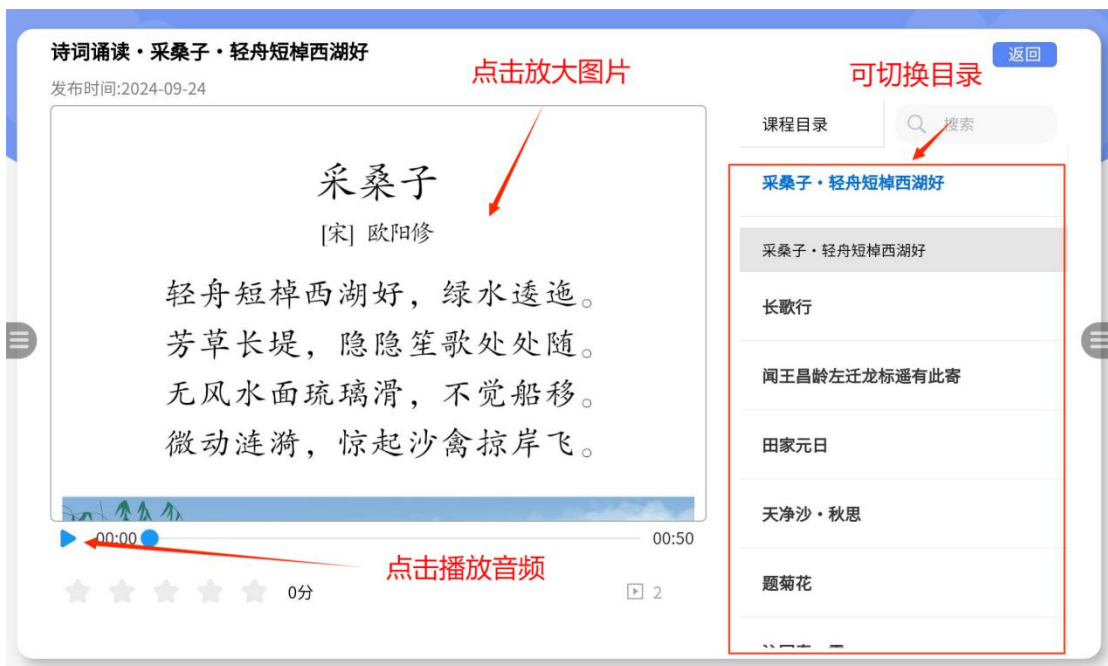 诗词诵读·采桑子·轻舟短棹西湖好
返回
发布时间:2024-09-24
点击放大图片
可切换目录
采桑子
[宋] 欧阳修
轻舟短棹西湖好，绿水逶迤。
芳草长堤，隐隐笙歌处处随。
无风水面琉璃滑，不觉船移。
微动涟漪，惊起沙禽掠岸飞。
00:00
00:50
点击播放音频
0分
2
课程目录
搜索
采桑子·轻舟短棹西湖好
采桑子·轻舟短棹西湖好
长歌行
闻王昌龄左迁龙标遥有此寄
田家元日
天净沙·秋思
题菊花